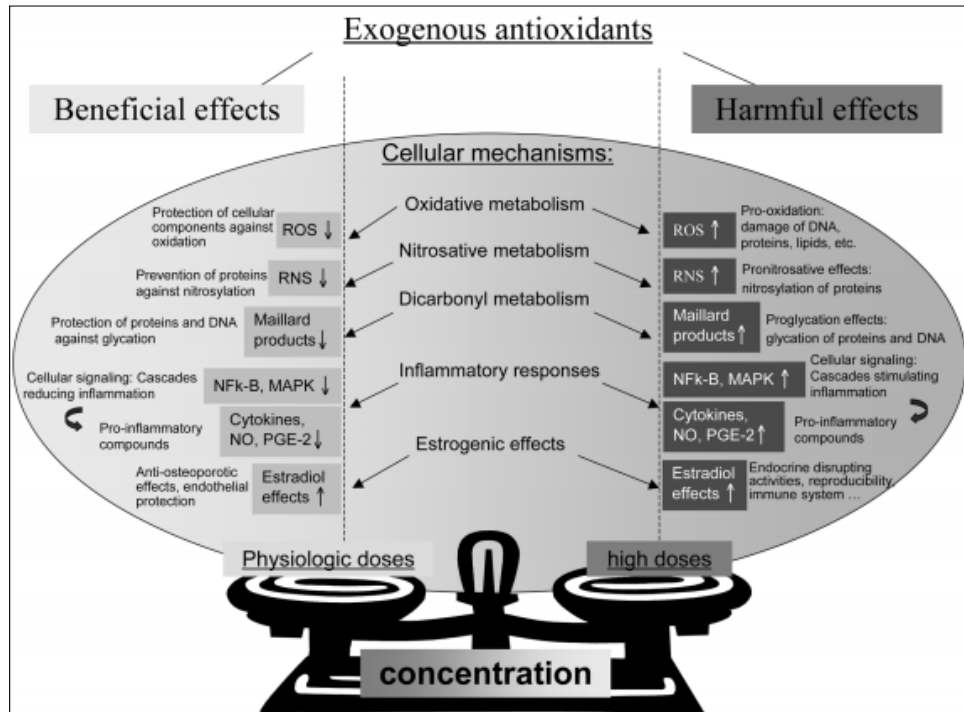 Exogenous antioxidants
Beneficial effects
Harmful effects
Cellular mechanisms:
Oxidative metabolism
Nitrosative metabolism
Dicarbonyl metabolism
Inflammatory responses
Estrogenic effects
Protection of cellular
components against
oxidation
ROS ↓
Prevention of proteins
against nitrosylation
RNS ↓
Protection of proteins and DNA
against glycation
Maillard
products ↓
Cellular signaling: Cascades
reducing inflammation
NFk-B, MAPK ↓
Pro-inflammatory
compounds
Cytokines,
NO, PGE-2 ↓
Anti-osteoporotic
effects, endothelial
protection
Estradiol
effects ↑
ROS ↑
Pro-oxidation:
damage of DNA,
proteins, lipids, etc.
RNS ↑
Pronitrosative effects:
nitrosylation of proteins
Maillard
products ↑
Proglycation effects:
glycation of proteins and DNA
NFk-B, MAPK ↑
Cellular signaling:
Cascades stimulating
inflammation
Cytokines,
NO, PGE-2 ↑
Pro-inflammatory
compounds
Estradiol
effects ↑
Endocrine disrupting
activities, reproducibility,
immune system ...
Physiologic doses
high doses
concentration